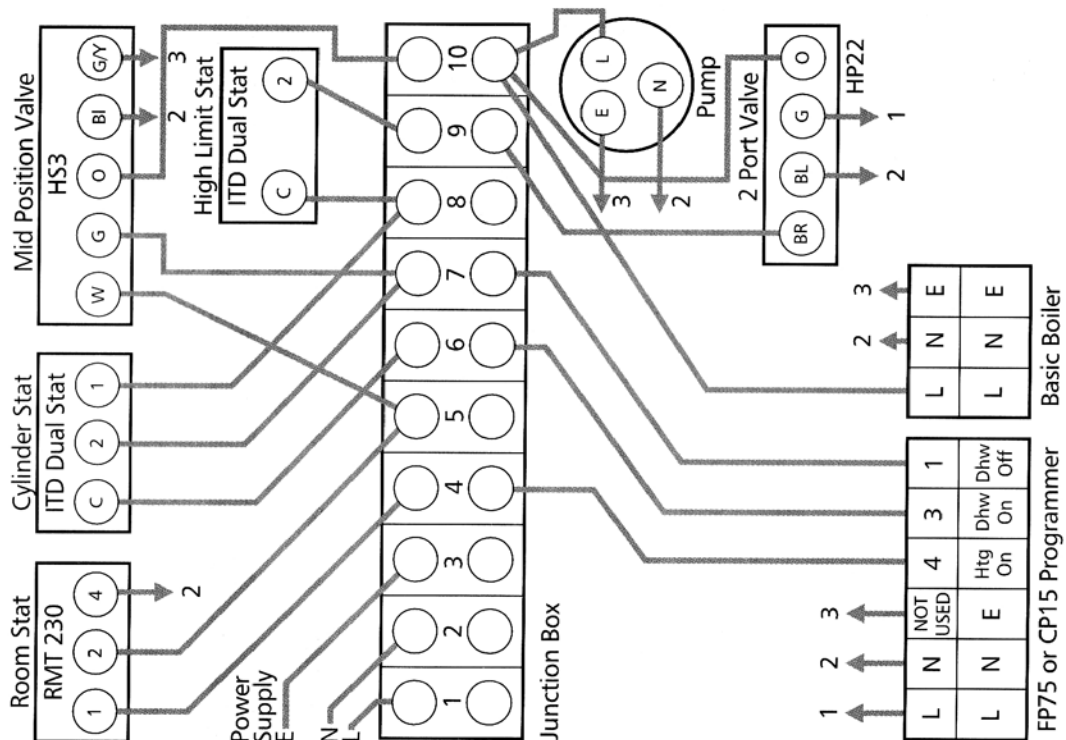 Room Stat
RMT 230
1
2
4
2
Cylinder Stat
ITD Dual Stat
C
2
1
Mid Position Valve
HS3
W
G
O
Bl
G/Y
2
3
High Limit Stat
ITD Dual Stat
C
2
Power
Supply
E
N
L
1
2
3
4
5
6
7
8
9
10
Junction Box
Pump
E
L
N
3
2
2 Port Valve
HP22
BR
BL
G
O
2
1
1
2
3
L
N
NOT
USED
4
3
1
L
N
E
Htg
On
Dhw
On
Dhw
Off
FP75 or CP15 Programmer
2
3
L
N
E
L
N
E
Basic Boiler